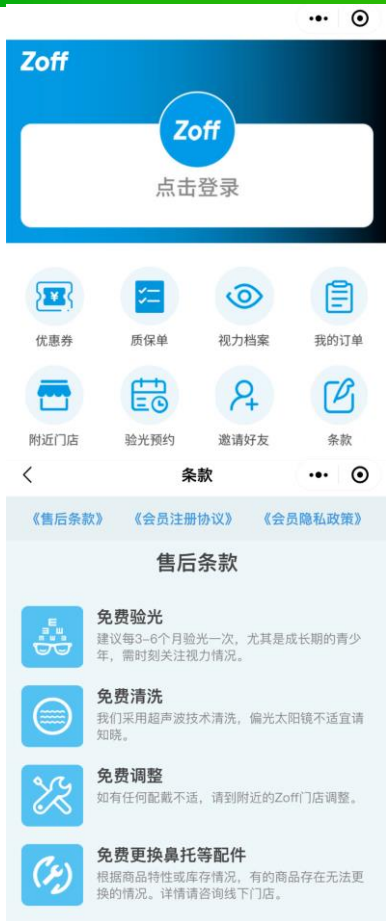 Zoff
Zoff
点击登录
优惠券 质保单 视力档案 我的订单
附近门店 验光预约 邀请好友 条款
条款
《售后条款》 《会员注册协议》 《会员隐私政策》
售后条款
免费验光
建议每3-6个月验光一次，尤其是成长期的青少
年，需时刻关注视力情况。
免费清洗
我们采用超声波技术清洗，偏光太阳镜不适宜请
知晓。
免费调整
如有任何配戴不适，请到附近的Zoff门店调整。
免费更换鼻托等配件
根据商品特性或库存情况，有的商品存在无法更
换的情况。详情请咨询线下门店。